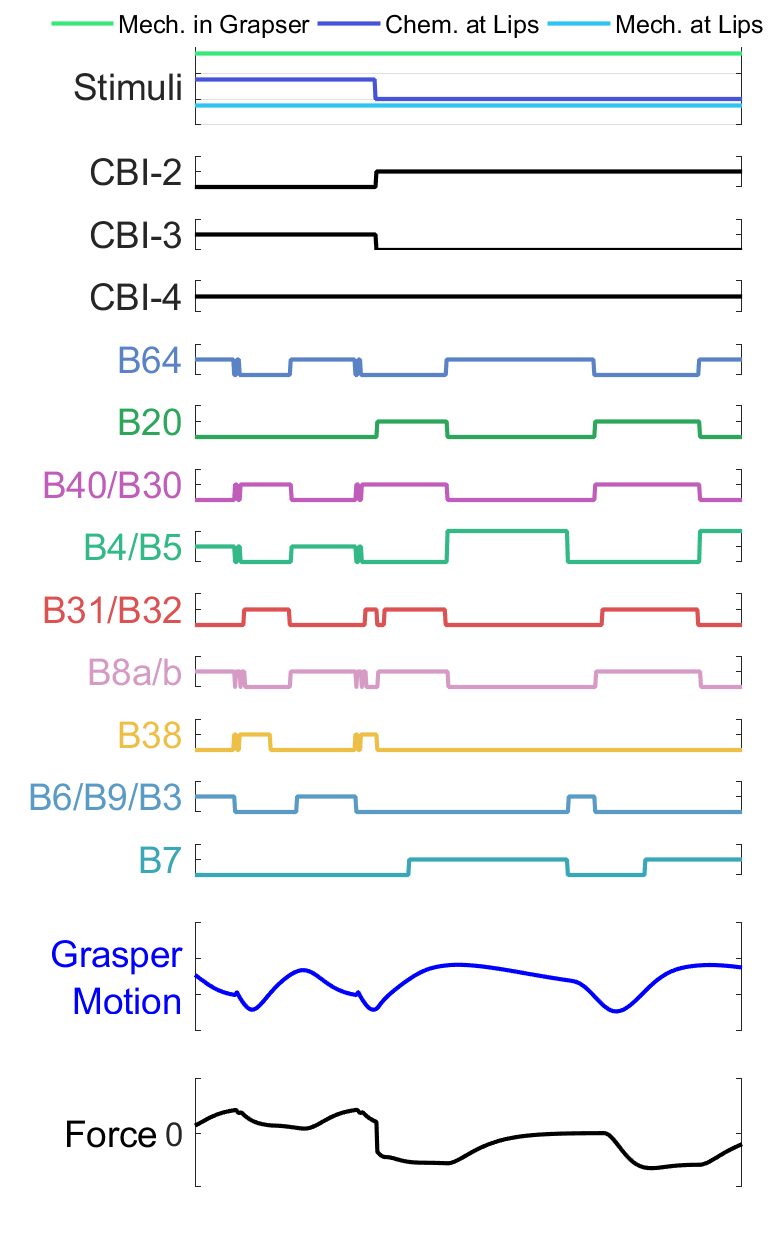 Mech. in Grapser Chem. at Lips Mech. at Lips
Stimuli
CBI-2
CBI-3
CBI-4
B64
B20
B40/B30
B4/B5
B31/B32
B8a/b
B38
B6/B9/B3
B7
Grasper
Motion
Force 0